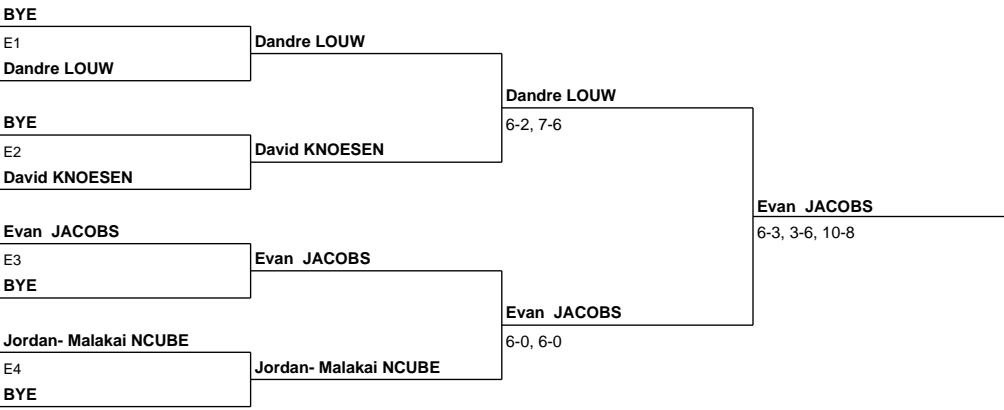 BYE
E1
Dandre LOUW
Dandre LOUW
BYE
E2
David KNOESEN
David KNOESEN
Dandre LOUW
6-2, 7-6
Evan JACOBS
E3
BYE
Evan JACOBS
Jordan- Malakai NCUBE
E4
BYE
Jordan- Malakai NCUBE
Evan JACOBS
6-0, 6-0
Evan JACOBS
6-3, 3-6, 10-8